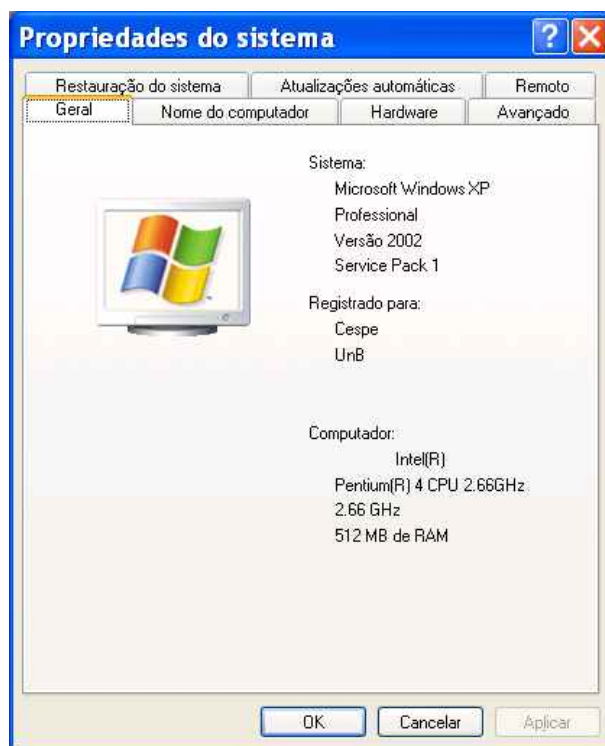 Propriedades do sistema
Restauração do sistema Atualizações automáticas Remoto
Geral Nome do computador Hardware Avançado
Sistema:
Microsoft Windows XP
Professional
Versão 2002
Service Pack 1
Registrado para:
Cespe
UnB
Computador:
Intel(R)
Pentium(R) 4 CPU 2.66GHz
2.66 GHz
512 MB de RAM
OK Cancelar Aplicar